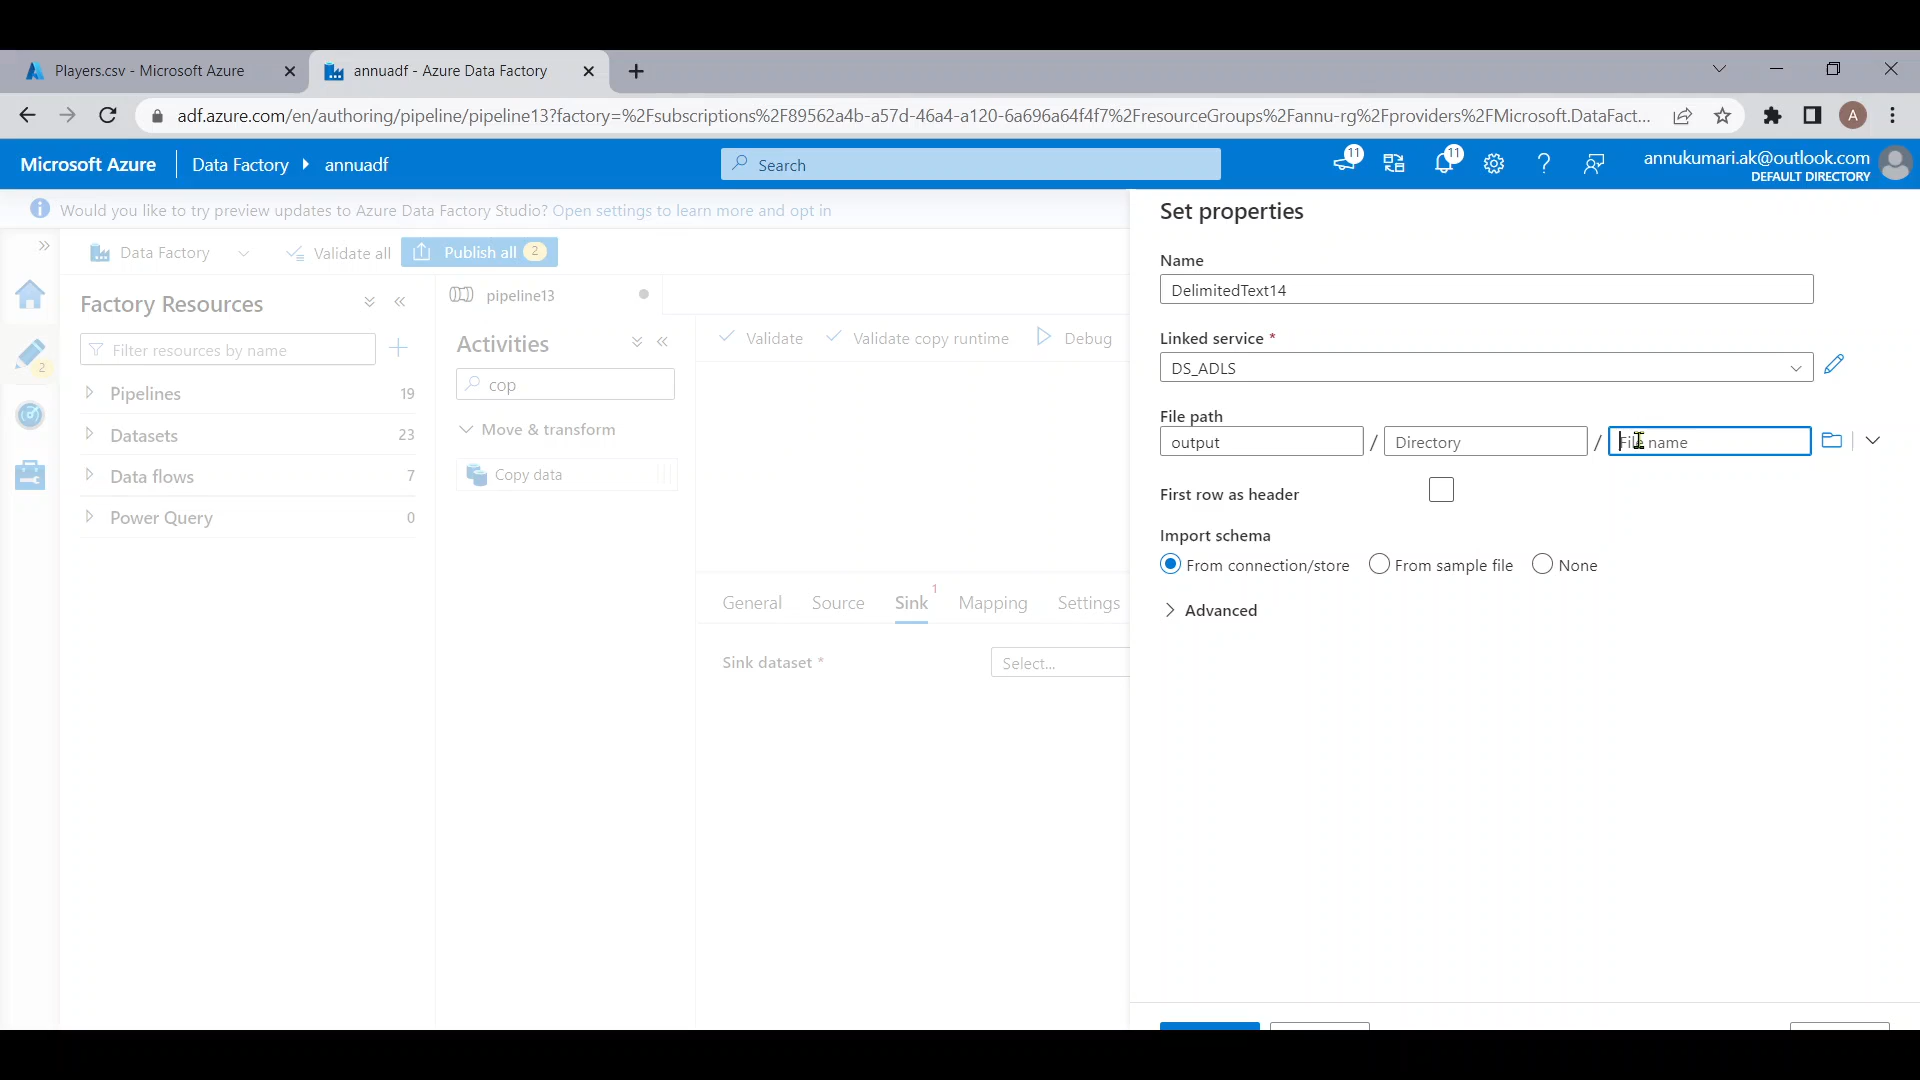 Players.csv - Microsoft Azure
annuadf - Azure Data Factory
adf.azure.com/en/authoring/pipeline/pipeline13?factory=%2Fsubscriptions%2F89562a4b-a57d-46a4-a120-6a696a64f4f7%2FresourceGroups%2Fannu-rg%2Fproviders%2FMicrosoft.DataFact...
A
Microsoft Azure
Data Factory
annuadf
Search
11
11
annukumari.ak@outlook.com
DEFAULT DIRECTORY
Would you like to try preview updates to Azure Data Factory Studio? Open settings to learn more and opt in
Data Factory
Validate all
Publish all 2
2
Factory Resources
Filter resources by name
Pipelines 19
Datasets 23
Data flows 7
Power Query 0
pipeline13
Activities
cop
Move & transform
Copy data
Validate
Validate copy runtime
Debug
General
Source
Sink 1
Mapping
Settings
Sink dataset *
Select...
Set properties
Name
DelimitedText14
Linked service *
DS_ADLS
File path
output / Directory / File name
First row as header
Import schema
From connection/store
From sample file
None
Advanced